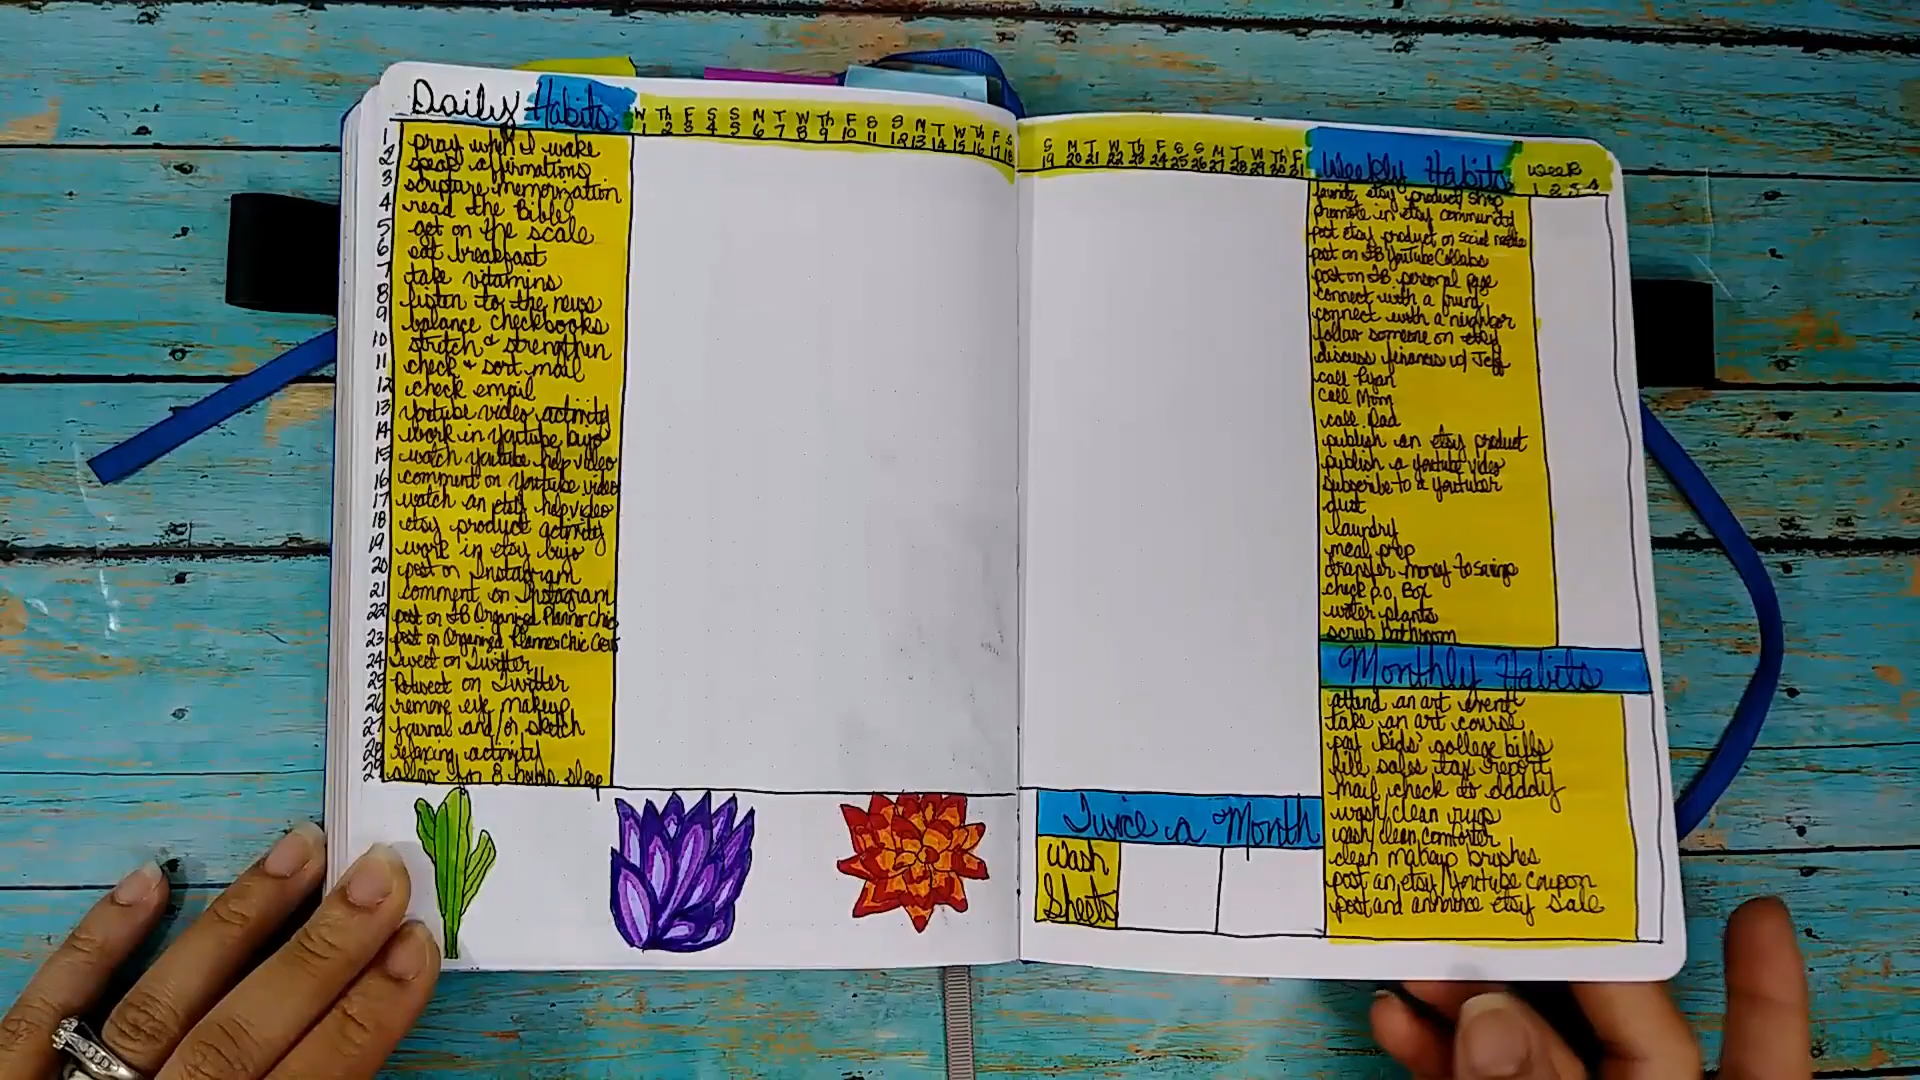 Daily Habits
W Th F S S M T W Th F S S M T W Th F S
1 2 3 4 5 6 7 8 9 10 11 12 13 14 15 16 17 18
1 pray when I wake
2 speak affirmations
3 scripture memorization
4 read the Bible
5 get on the scale
6 eat breakfast
7 take vitamins
8 listen to the news
9 balance checkbooks
10 stretch & strengthen
11 check & sort mail
12 check email
13 youtube video activity
14 work in youtube bujo
15 watch youtube help video
16 comment on youtube video
17 watch an etsy help video
18 etsy product activity
19 work in etsy bujo
20 post on Instagram
21 comment on Instagram
22 post on FB Organized Planner Chic
23 post on Organized Planner Chic
24 Tweet on Twitter
25 Retweet on Twitter
26 remove eye makeup
27 journal and/or sketch
28 relaxing activity
29 allow for 8 hours sleep
S M T W Th F S S M T W Th F
19 20 21 22 23 24 25 26 27 28 29 30 31
Weekly Habits
Week
1 2 3 4
favorite etsy product/shop
promote in etsy community
post etsy product on social media
post on FB YouTube Collabs
post on FB personal page
connect with a friend
connect with a neighbor
follow someone on etsy
discuss finances w/ Jeff
call Ryan
call Mom
call Dad
publish an etsy product
publish a youtube video
subscribe to a youtuber
dust
laundry
meal prep
transfer money to savings
check P.O. Box
water plants
scrub bathroom
Monthly Habits
attend an art event
take an art course
pay kids' college bills
fill sales tax report
mail check to daddy
wash/clean rugs
wash/clean comforter
clean makeup brushes
post an etsy/youtube coupon
post and announce etsy sale
Twice a Month
Wash
Sheets